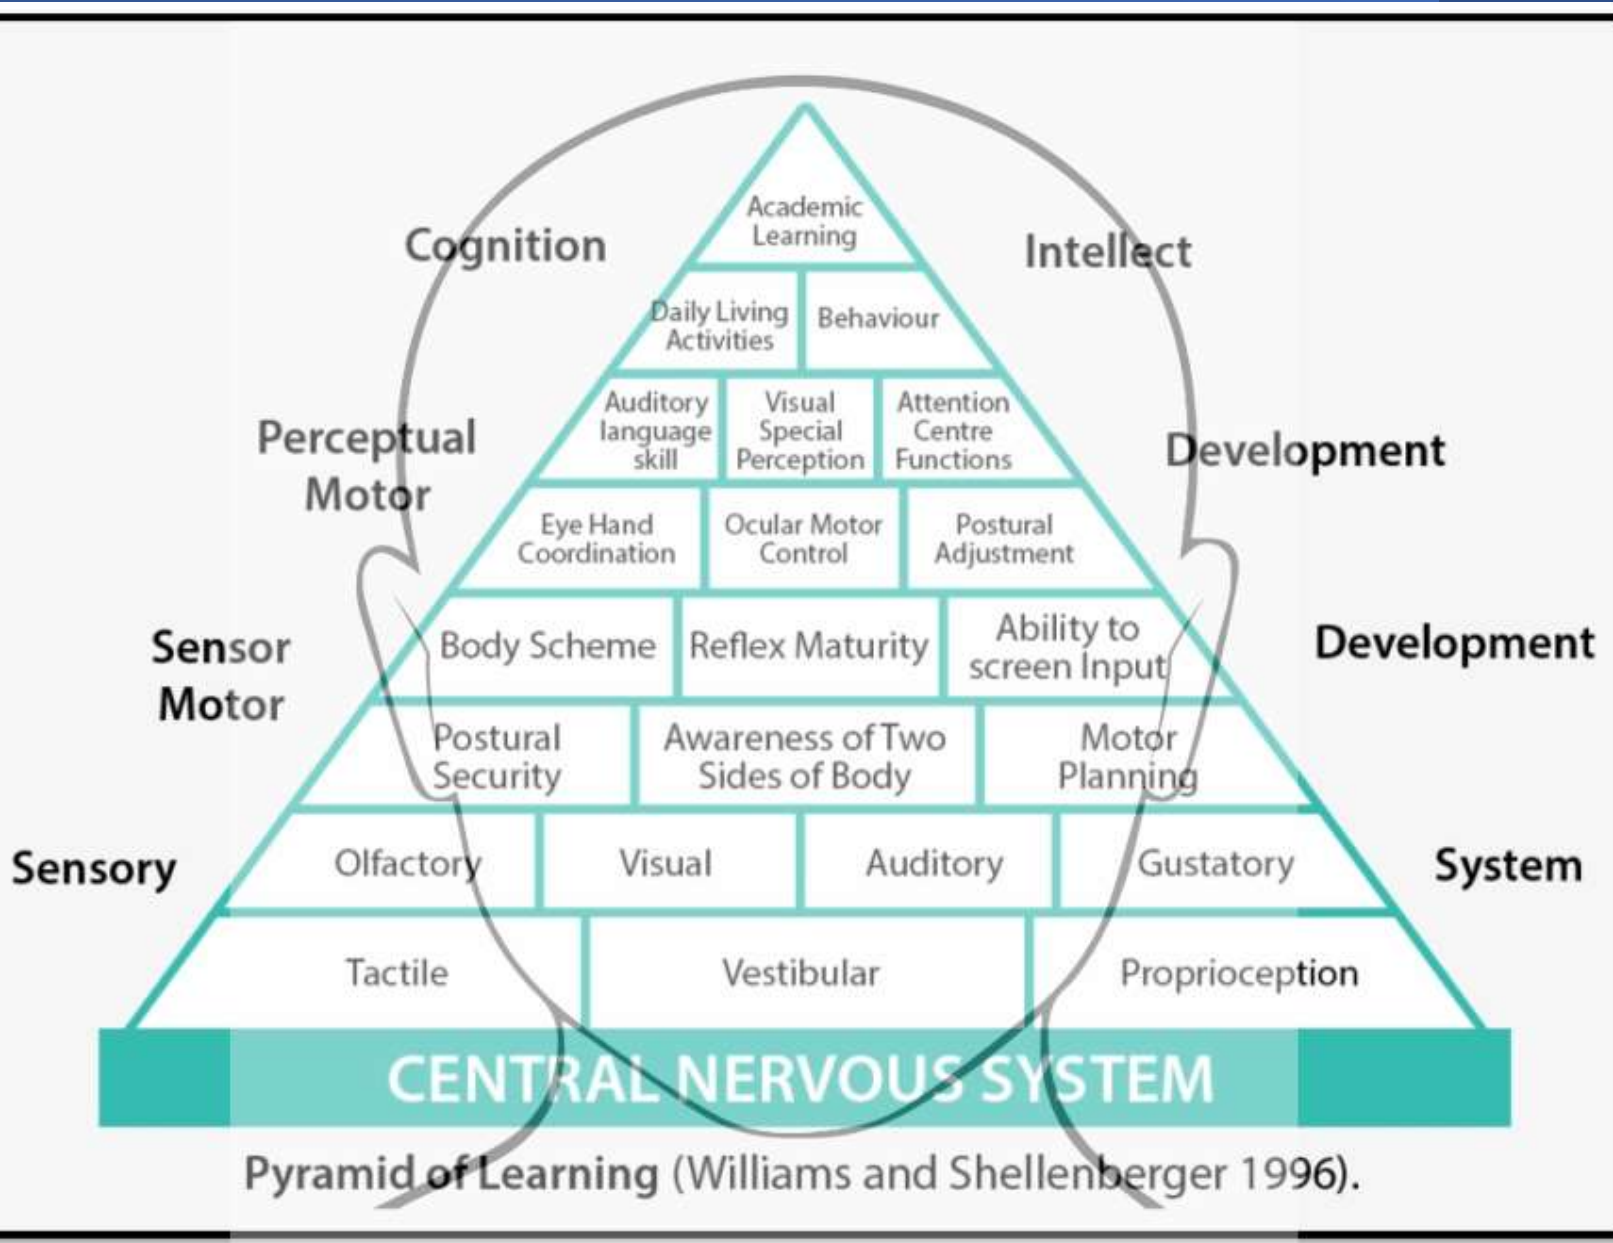 Academic
Learning
Cognition
Intellect
Daily Living
Activities
Behaviour
Auditory
language
skill
Visual
Special
Perception
Attention
Centre
Functions
Perceptual
Motor
Development
Eye Hand
Coordination
Ocular Motor
Control
Postural
Adjustment
Sensor
Motor
Body Scheme
Reflex Maturity
Ability to
screen Input
Development
Postural
Security
Awareness of Two
Sides of Body
Motor
Planning
Sensory
Olfactory
Visual
Auditory
Gustatory
System
Tactile
Vestibular
Proprioception
CENTRAL NERVOUS SYSTEM
Pyramid of Learning (Williams and Shellenberger 1996).